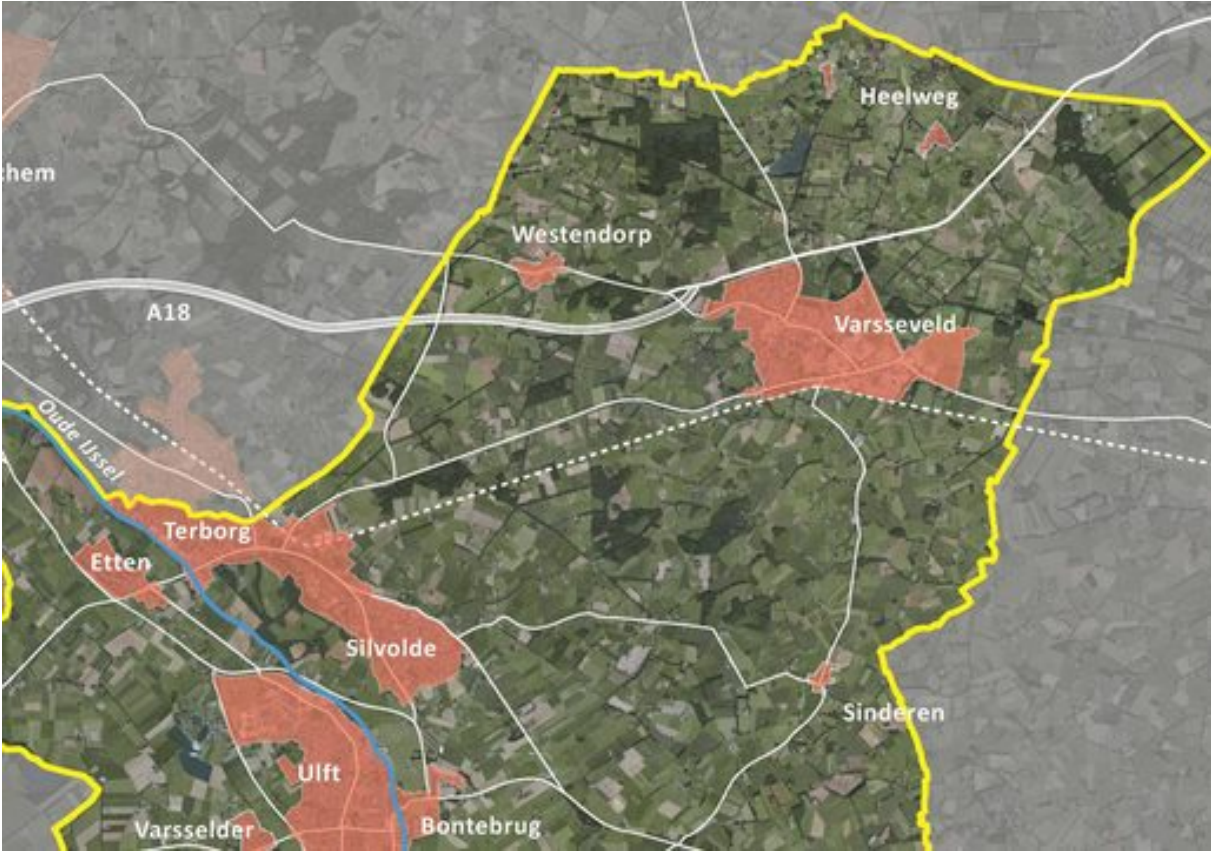 Heelweg
chem
Westendorp
A18
Varsseveld
Oude IJssel
Terborg
Etten
Silvolde
Sinderen
Ulft
Varsselder
Bontebrug